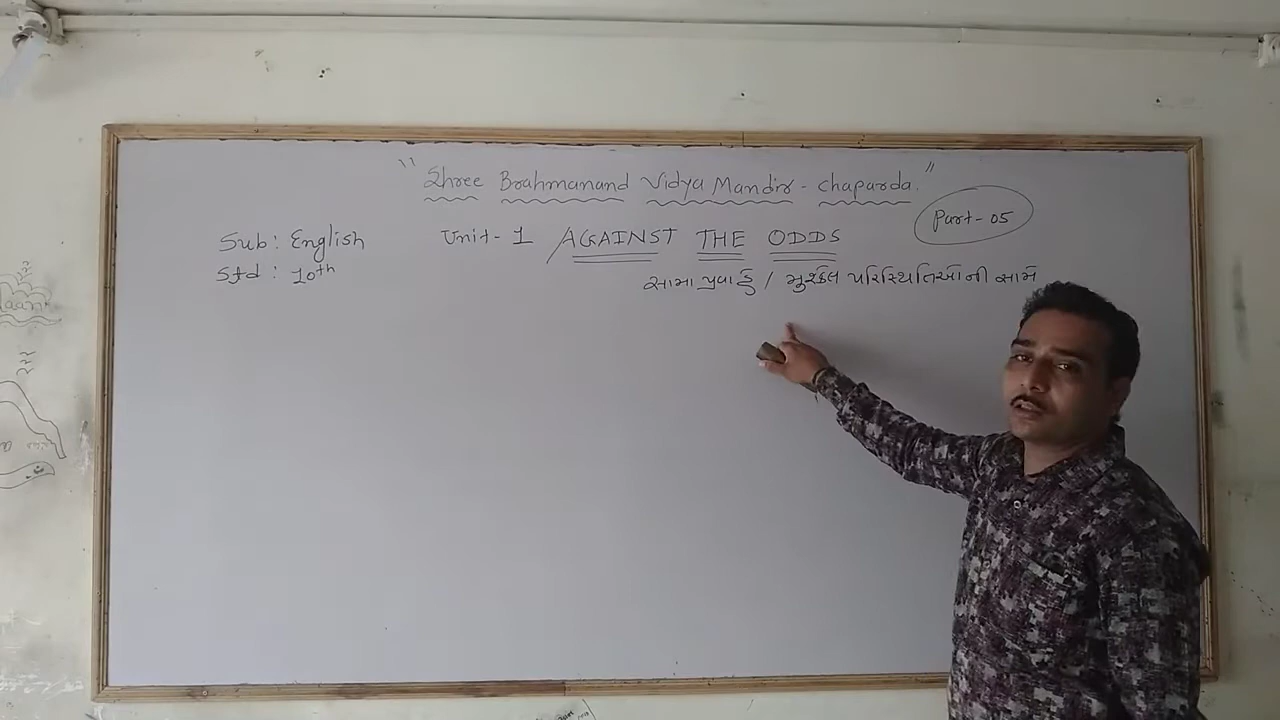 " Shree Brahmanand Vidya Mandir - chaparda. "
Part - 05
Sub : English
Unit - 1 AGAINST THE ODDS
Std : 10th
સામા પ્રવાહે / મુશ્કેલ પરિસ્થિતિઓની સામે